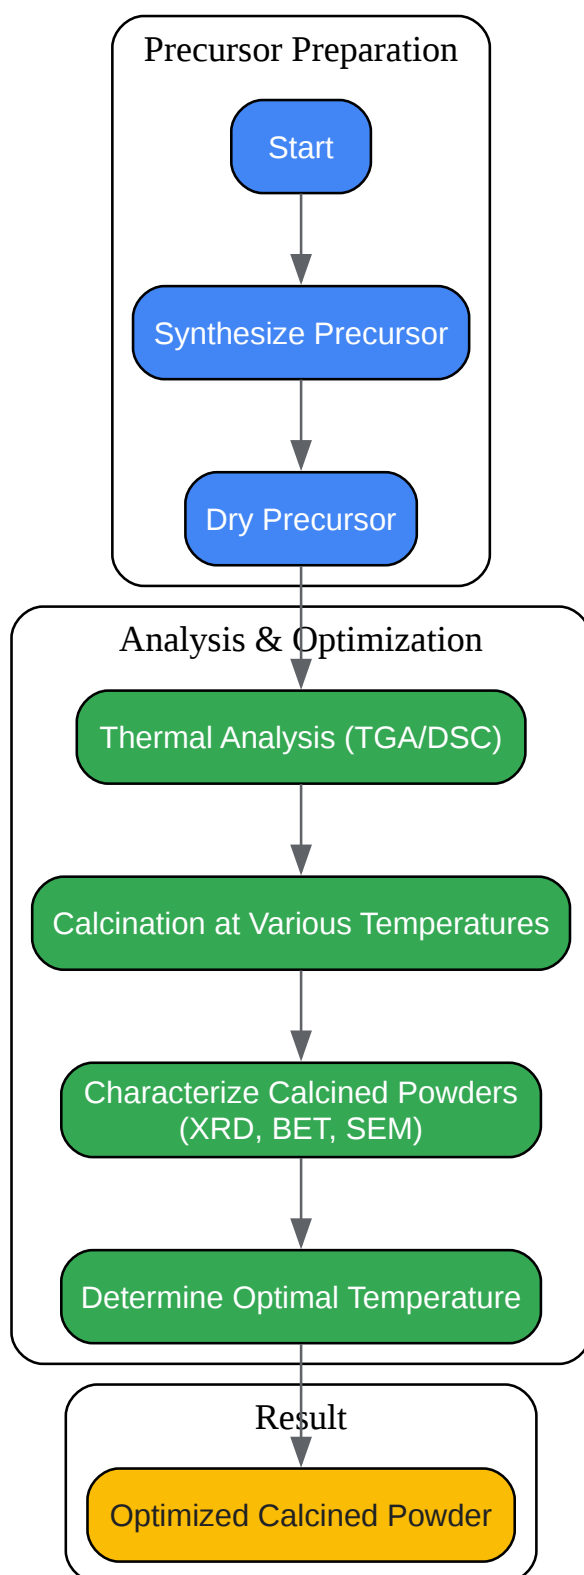 Precursor Preparation
Start
Synthesize Precursor
Dry Precursor
Analysis & Optimization
Thermal Analysis (TGA/DSC)
Calcination at Various Temperatures
Characterize Calcined Powders
(XRD, BET, SEM)
Determine Optimal Temperature
Result
Optimized Calcined Powder